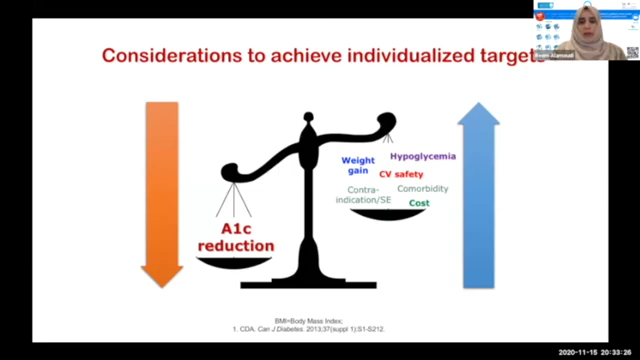 Considerations to achieve individualized targets
Weight
gain
Hypoglycemia
CV safety
Contra-
indication/SE
Comorbidity
Cost
A1c
reduction
BMI=Body Mass Index;
1. CDA. Can J Diabetes. 2013;37(suppl 1):S1-S212.
2020-11-15 20:33:26